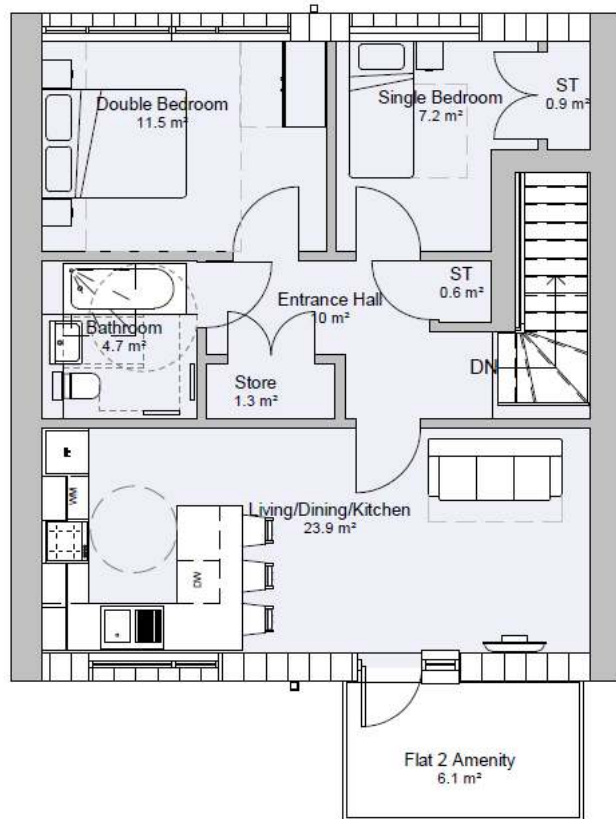 Double Bedroom
11.5 m²
Single Bedroom
7.2 m²
ST
0.9 m²
ST
0.6 m²
Entrance Hall
10 m²
Bathroom
4.7 m²
Store
1.3 m²
DN
Living/Dining/Kitchen
23.9 m²
WM
DW
Flat 2 Amenity
6.1 m²